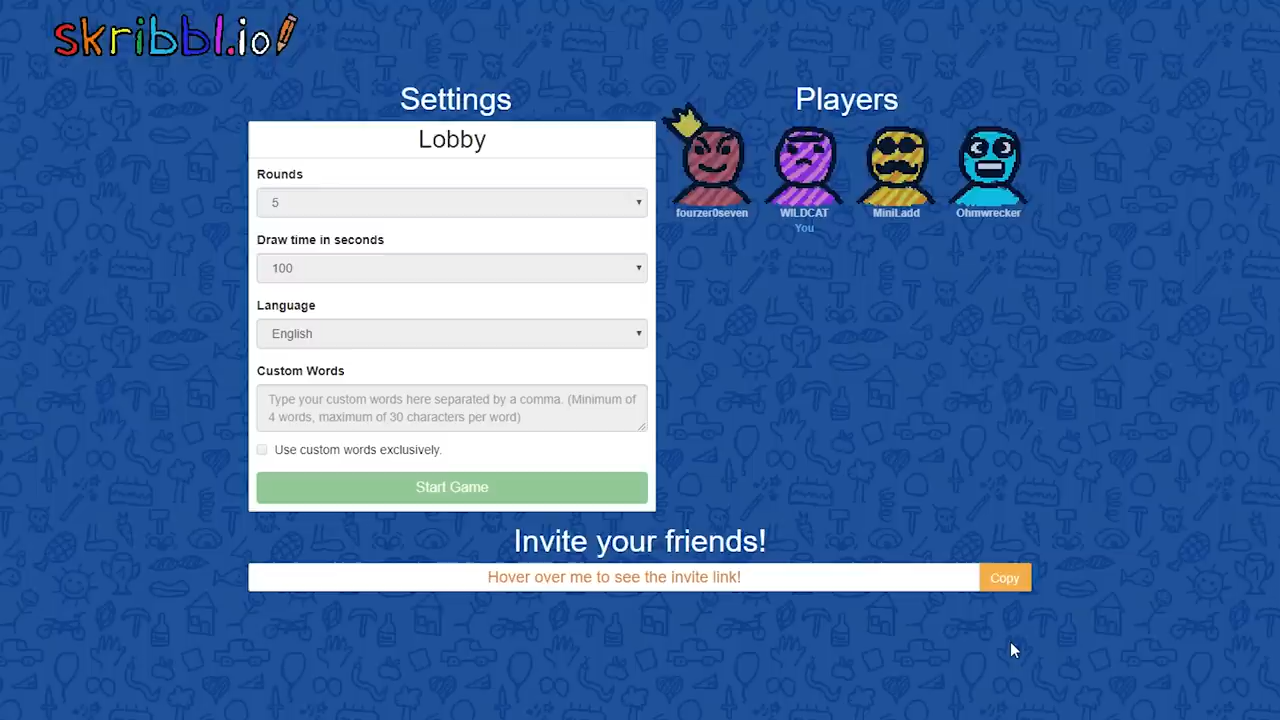 skribbl.io
Settings
Lobby
Rounds
5
Draw time in seconds
100
Language
English
Custom Words
Type your custom words here separated by a comma. (Minimum of
4 words, maximum of 30 characters per word)
Use custom words exclusively.
Start Game
Players
fourzer0seven
WILDCAT
You
MiniLadd
Ohmwrecker
Invite your friends!
Hover over me to see the invite link!
Copy